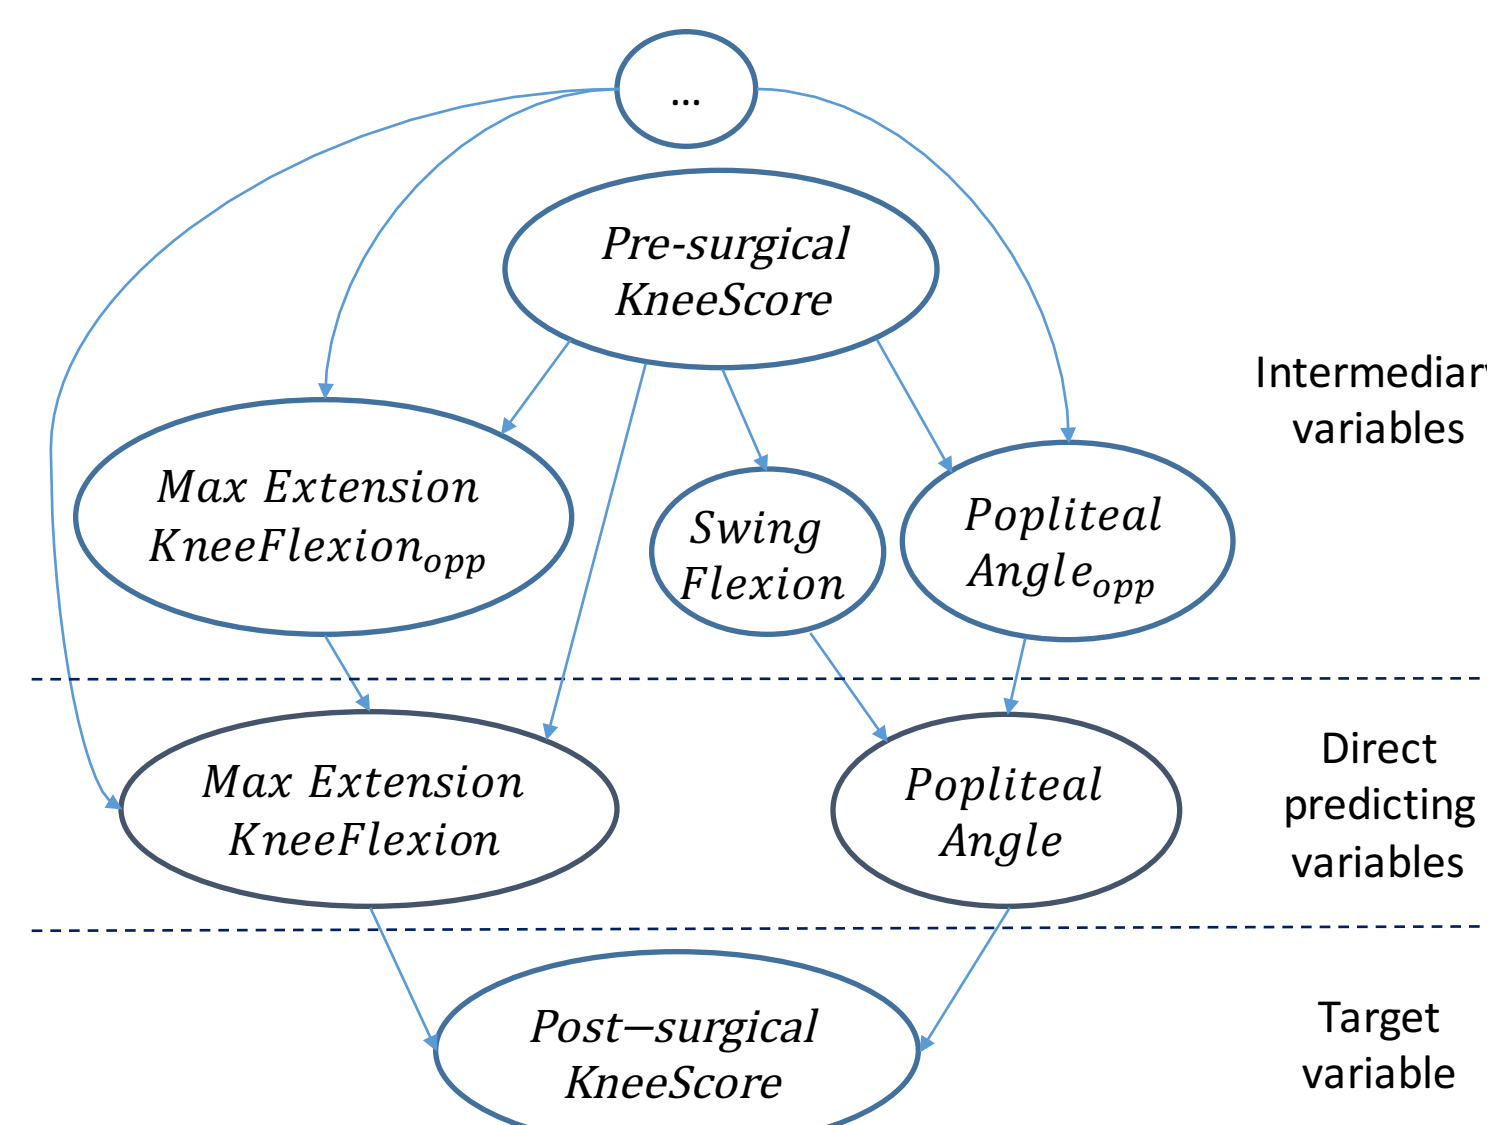 ...
Pre-surgical
KneeScore
Intermediary
variables
Max Extension
KneeFlexionopp
Swing
Flexion
Popliteal
Angleopp
Max Extension
KneeFlexion
Popliteal
Angle
Direct
predicting
variables
Post–surgical
KneeScore
Target
variable